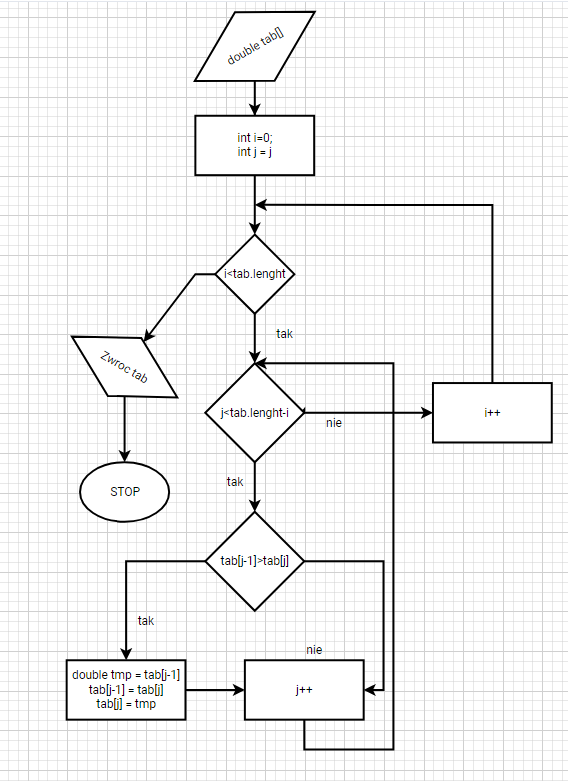 double tab[]
int i=0;
int j = j
i<tab.lenght
tak
Zwroc tab
j<tab.lenght-i
nie
i++
tak
STOP
tab[j-1]>tab[j]
tak
nie
double tmp = tab[j-1]
tab[j-1] = tab[j]
tab[j] = tmp
j++